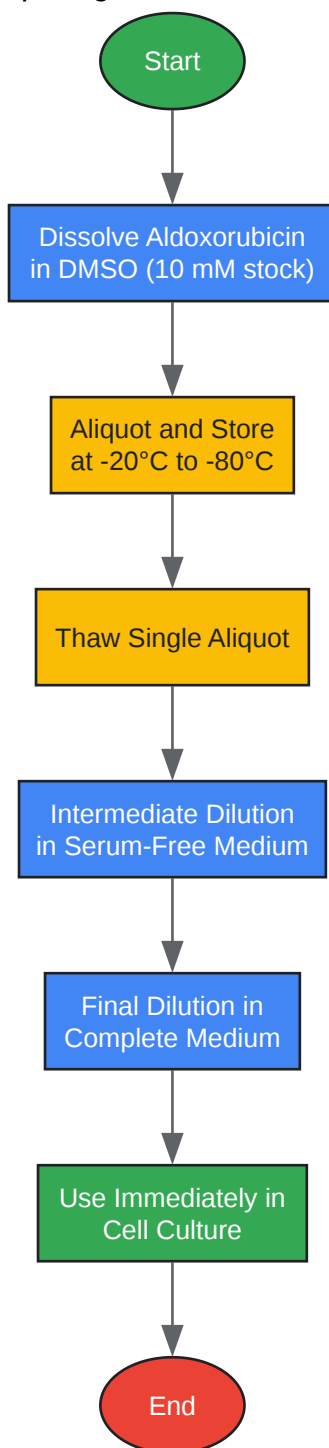 Start
Dissolve Aldoxorubicin
in DMSO (10 mM stock)
Aliquot and Store
at -20°C to -80°C
Thaw Single Aliquot
Intermediate Dilution
in Serum-Free Medium
Final Dilution in
Complete Medium
Use Immediately in
Cell Culture
End